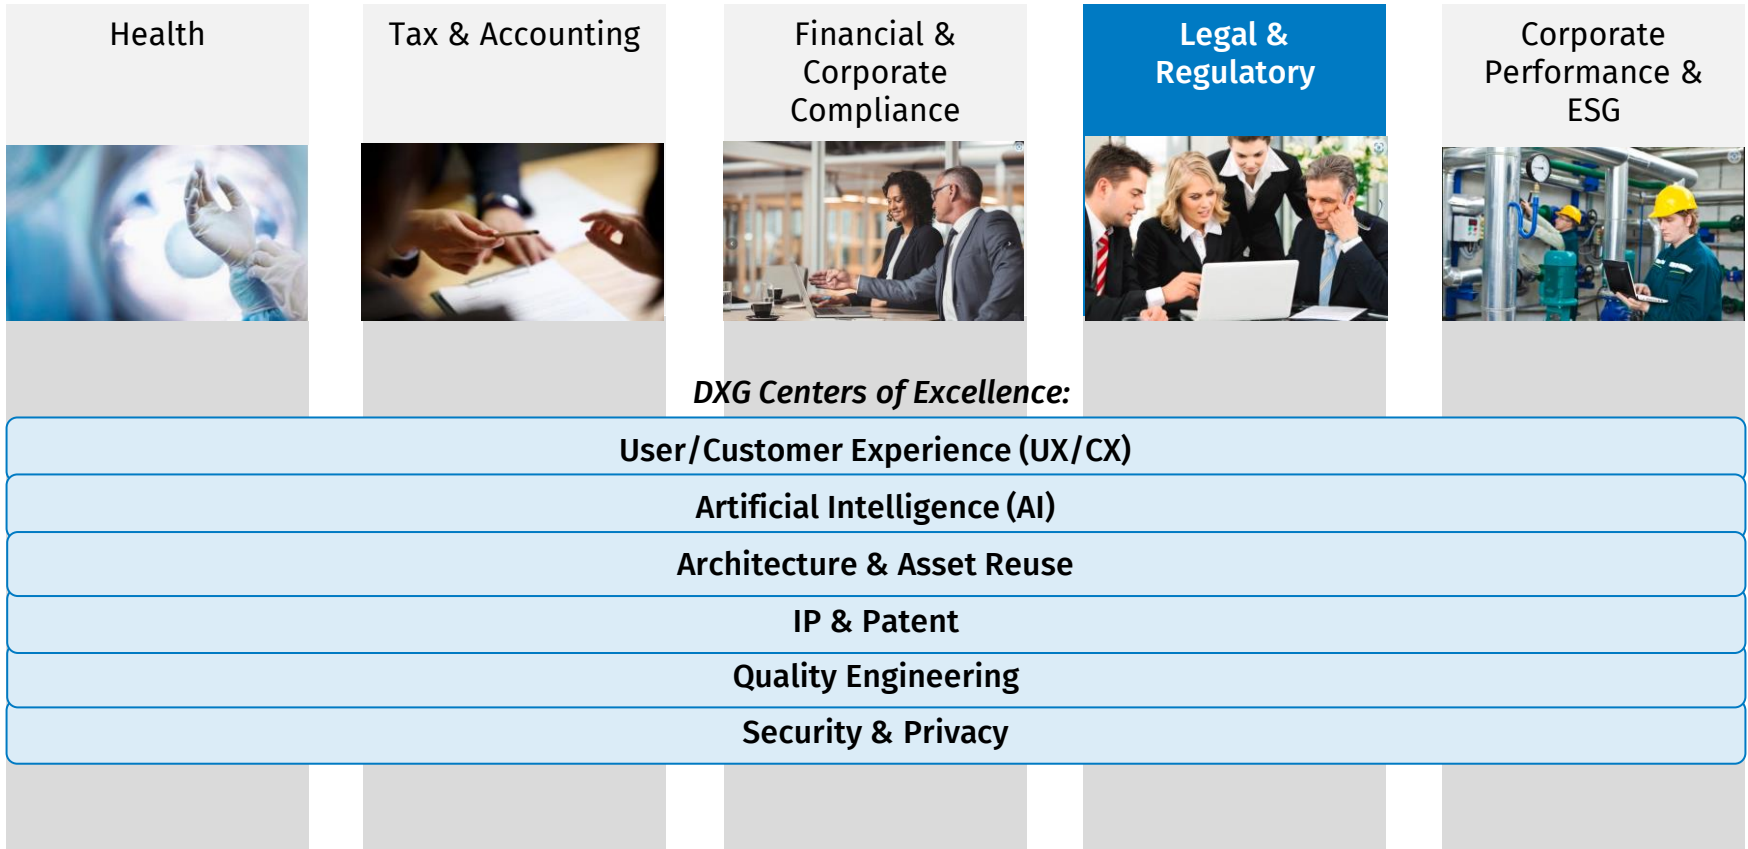 Health
Tax & Accounting
Financial &
Corporate
Compliance
Legal &
Regulatory
Corporate
Performance &
ESG
DXG Centers of Excellence:
User/Customer Experience (UX/CX)
Artificial Intelligence (AI)
Architecture & Asset Reuse
IP & Patent
Quality Engineering
Security & Privacy